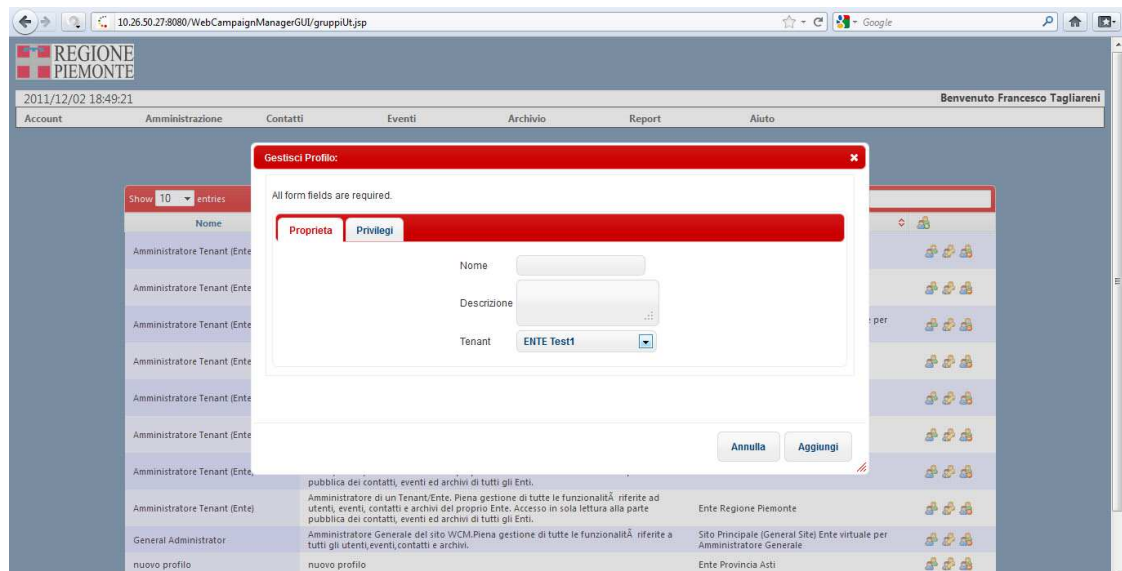 10.26.50.27:8080/WebCampaignManagerGUI/gruppiUt.jsp
Google
REGIONE
PIEMONTE
2011/12/02 18:49:21
Benvenuto Francesco Tagliareni
Account Amministrazione Contatti Eventi Archivio Report Aiuto
Gestisci Profilo:
All form fields are required.
Show 10 entries
Proprieta Privilegi
Nome
Nome
Amministratore Tenant (Ente
Descrizione
Amministratore Tenant (Ente
Amministratore Tenant (Ente
per
Tenant ENTE Test1
Amministratore Tenant (Ente
Amministratore Tenant (Ente
Amministratore Tenant (Ente
Annulla Aggiungi
Amministratore Tenant (Ente)
pubblica dei contatti, eventi ed archivi di tutti gli Enti.
Amministratore Tenant (Ente)
Amministratore di un Tenant/Ente. Piena gestione di tutte le funzionalitÃ riferite ad
utenti, eventi, contatti e archivi del proprio Ente. Accesso in sola lettura alla parte
pubblica dei contatti, eventi ed archivi di tutti gli Enti.
Ente Regione Piemonte
General Administrator
Amministratore Generale del sito WCM.Piena gestione di tutte le funzionalitÃ riferite a
tutti gli utenti,eventi,contatti e archivi.
Sito Principale (General Site) Ente virtuale per
Amministratore Generale
nuovo profilo
nuovo profilo
Ente Provincia Asti